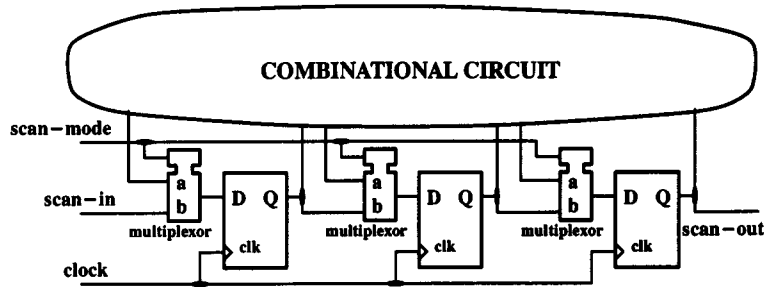 COMBINATIONAL CIRCUIT
scan-mode
scan-in
a
b
multiplexor
D Q
clk
a
b
multiplexor
D Q
clk
a
b
multiplexor
D Q
clk
scan-out
clock